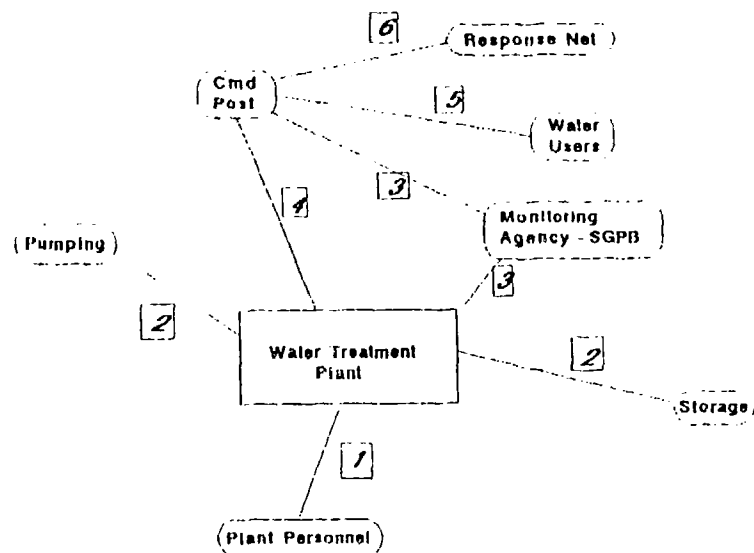 6
Response Net
Cmd
Post
5
Water
Users
3
4
Monitoring
Agency - SGPB
Pumping
3
2
Water Treatment
Plant
2
Storage
1
Plant Personnel